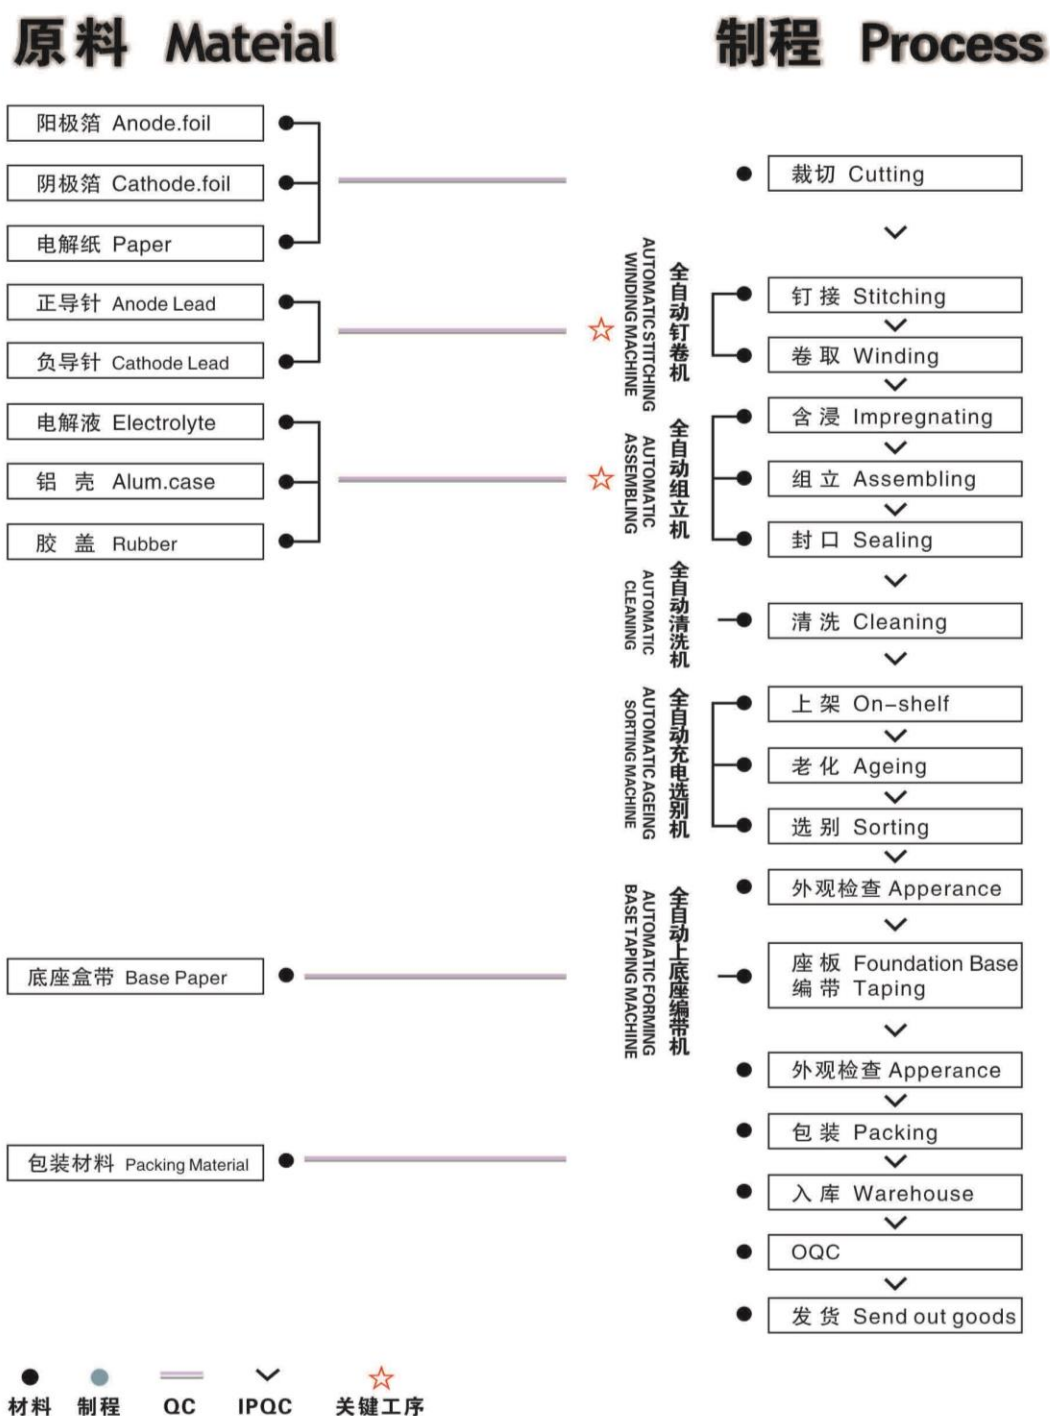 原料 Mateial
制程 Process
阳极箔 Anode.foil
阴极箔 Cathode.foil
电解纸 Paper
正导针 Anode Lead
负导针 Cathode Lead
电解液 Electrolyte
铝 壳 Alum.case
胶 盖 Rubber
底座盒带 Base Paper
包装材料 Packing Material
全自动钉卷机
AUTOMATIC STITCHING
WINDING MACHINE
全自动组立机
AUTOMATIC
ASSEMBLING
全自动清洗机
AUTOMATIC
CLEANING
全自动充电选别机
AUTOMATIC AGEING
SORTING MACHINE
全自动上底座编带机
AUTOMATIC FORMING
BASE TAPING MACHINE
裁切 Cutting
钉 接 Stitching
卷 取 Winding
含 浸 Impregnating
组 立 Assembling
封 口 Sealing
清 洗 Cleaning
上 架 On-shelf
老 化 Ageing
选 别 Sorting
外观检查 Apperance
座 板 Foundation Base
编 带 Taping
外观检查 Apperance
包 装 Packing
入 库 Warehouse
OQC
发 货 Send out goods
材料 制程 QC IPQC 关键工序